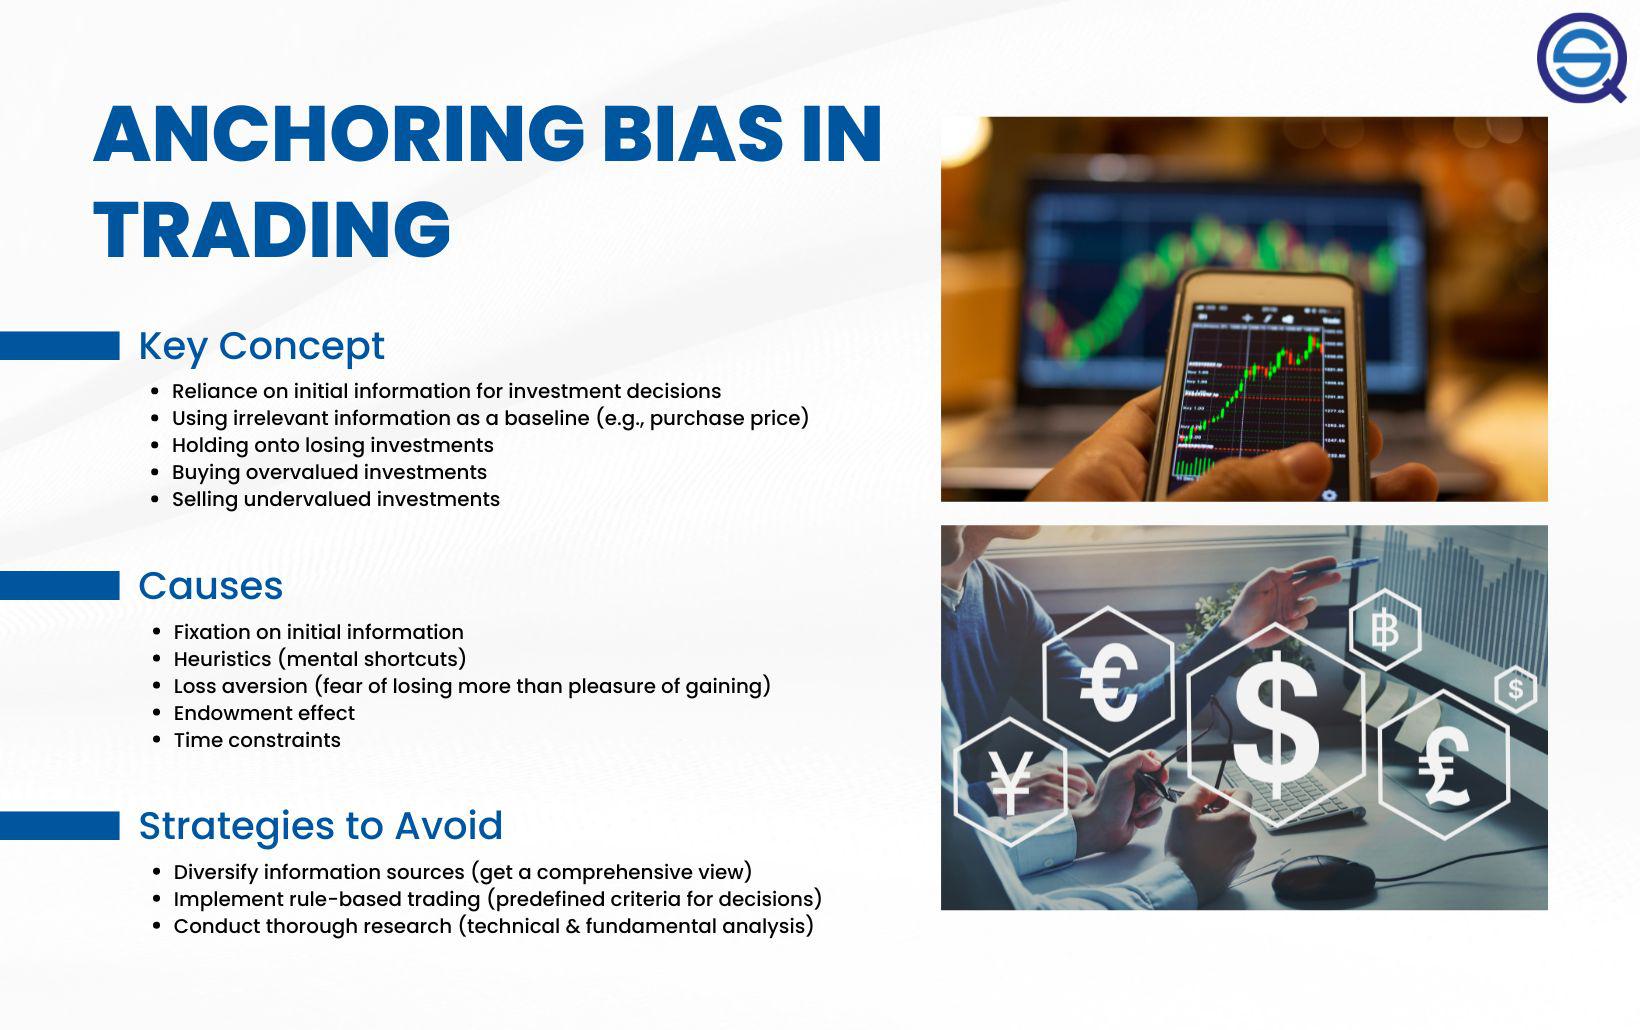 ANCHORING BIAS IN
TRADING
Key Concept
• Reliance on initial information for investment decisions
• Using irrelevant information as a baseline (e.g., purchase price)
• Holding onto losing investments
• Buying overvalued investments
• Selling undervalued investments
Causes
• Fixation on initial information
• Heuristics (mental shortcuts)
• Loss aversion (fear of losing more than pleasure of gaining)
• Endowment effect
• Time constraints
Strategies to Avoid
• Diversify information sources (get a comprehensive view)
• Implement rule-based trading (predefined criteria for decisions)
• Conduct thorough research (technical & fundamental analysis)